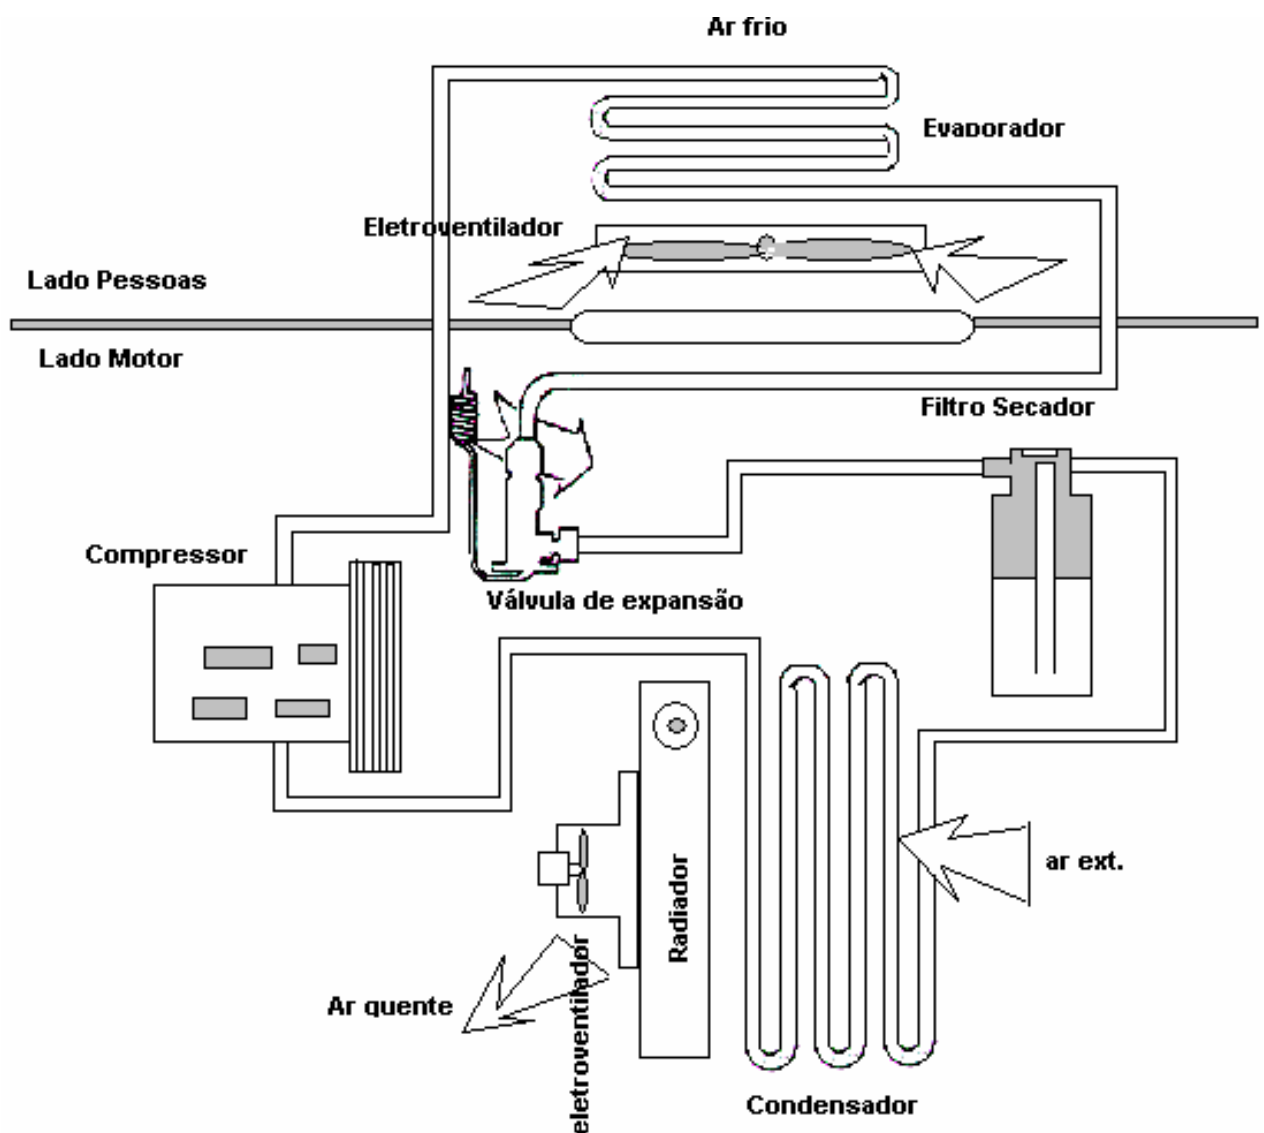 Ar frio
Evaporador
Eletroventilador
Lado Pessoas
Lado Motor
Filtro Secador
Compressor
Válvula de expansão
Radiador
ar ext.
eletroventilador
Ar quente
Condensador